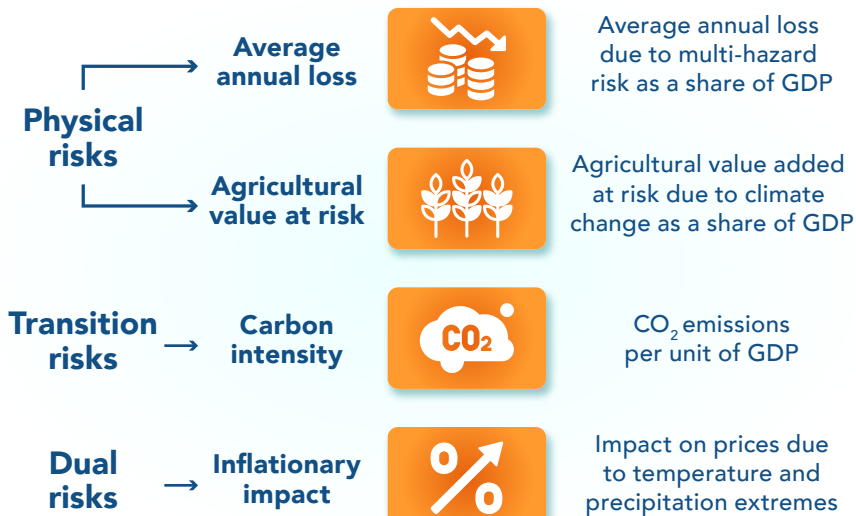 Physical
risks
Average
annual loss
Average annual loss
due to multi-hazard
risk as a share of GDP
Agricultural
value at risk
Agricultural value added
at risk due to climate
change as a share of GDP
Transition
risks
Carbon
intensity
CO₂
CO₂ emissions
per unit of GDP
Dual
risks
Inflationary
impact
%
Impact on prices due
to temperature and
precipitation extremes